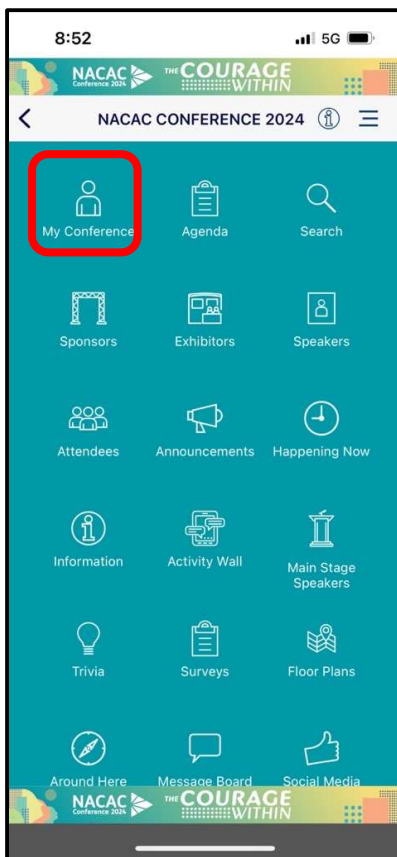 8:52 5G
NACAC THE COURAGE
Conference 2024 WITHIN
NACAC CONFERENCE 2024
My Conference Agenda Search
Sponsors Exhibitors Speakers
Attendees Announcements Happening Now
Information Activity Wall Main Stage
Speakers
Trivia Surveys Floor Plans
Around Here Message Board Social Media
NACAC THE COURAGE
Conference 2024 WITHIN